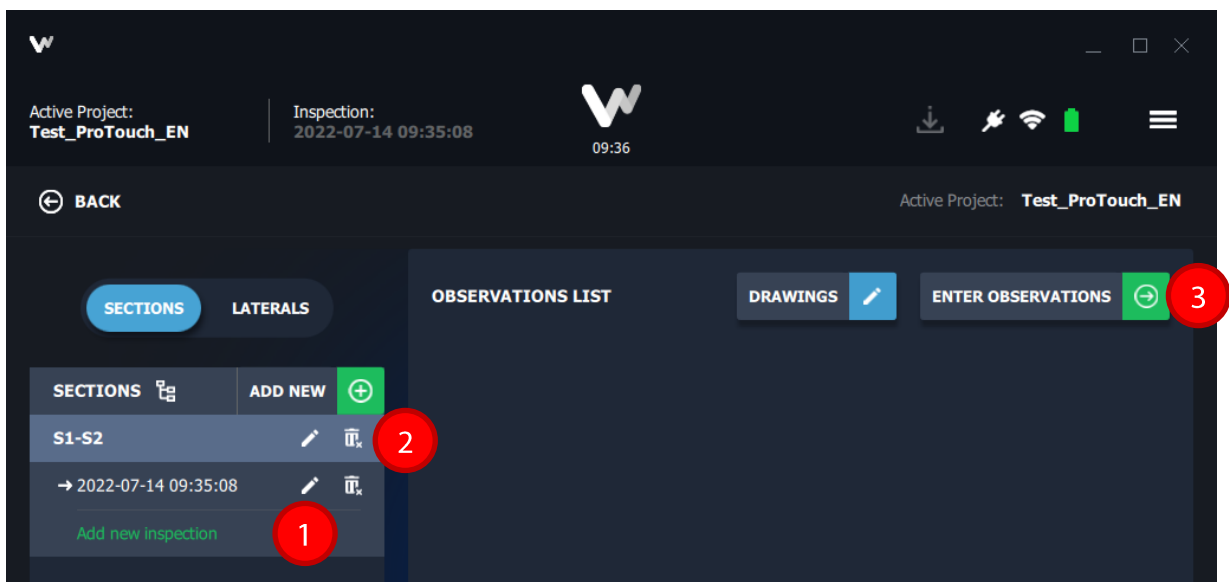 Active Project:
Test_ProTouch_EN
Inspection:
2022-07-14 09:35:08
09:36
BACK
Active Project: Test_ProTouch_EN
SECTIONS LATERALS
OBSERVATIONS LIST
DRAWINGS
ENTER OBSERVATIONS
3
SECTIONS ADD NEW
S1-S2
2
2022-07-14 09:35:08
Add new inspection
1